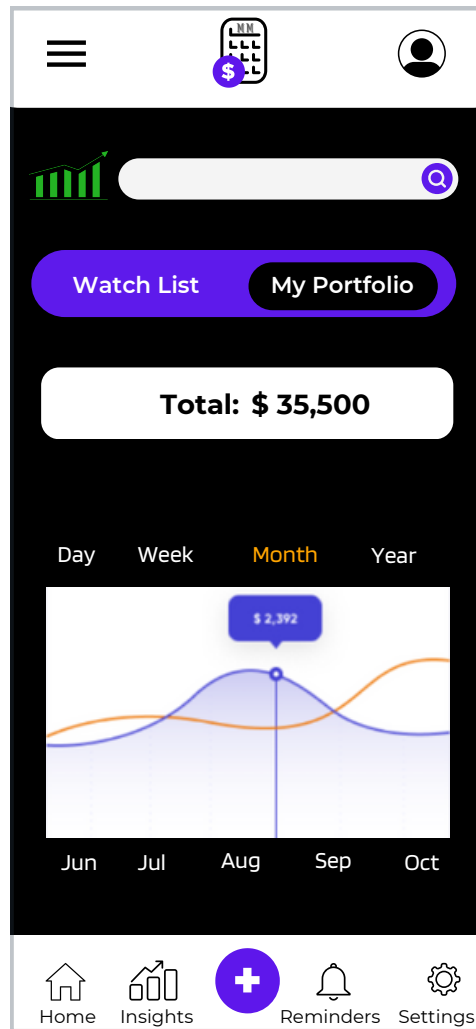 MM
$
Watch List My Portfolio
Total: $ 35,500
Day Week Month Year
$ 2,392
Jun Jul Aug Sep Oct
Home Insights Reminders Settings